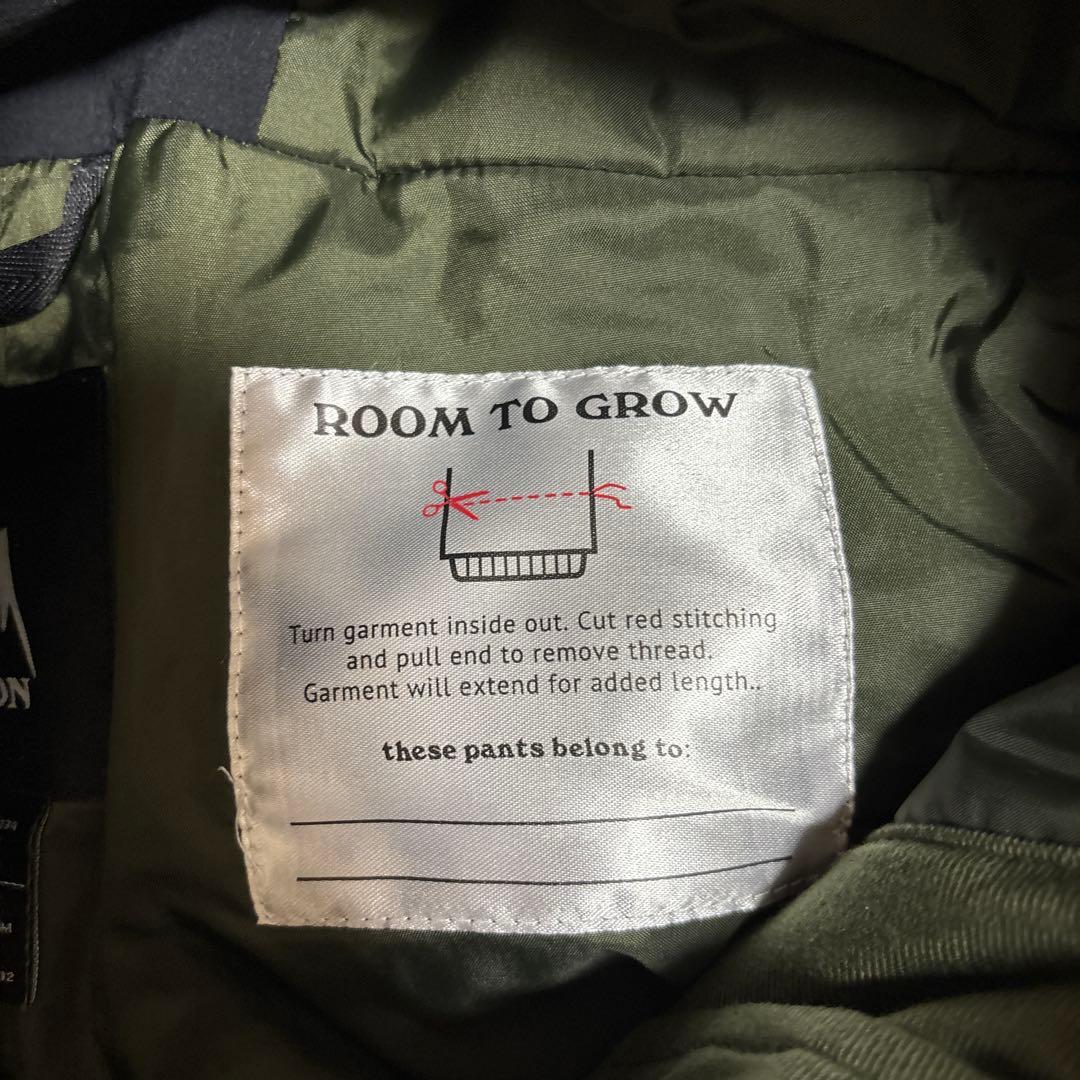 ROOM TO GROW
Turn garment inside out. Cut red stitching
and pull end to remove thread.
Garment will extend for added length..
these pants belong to: